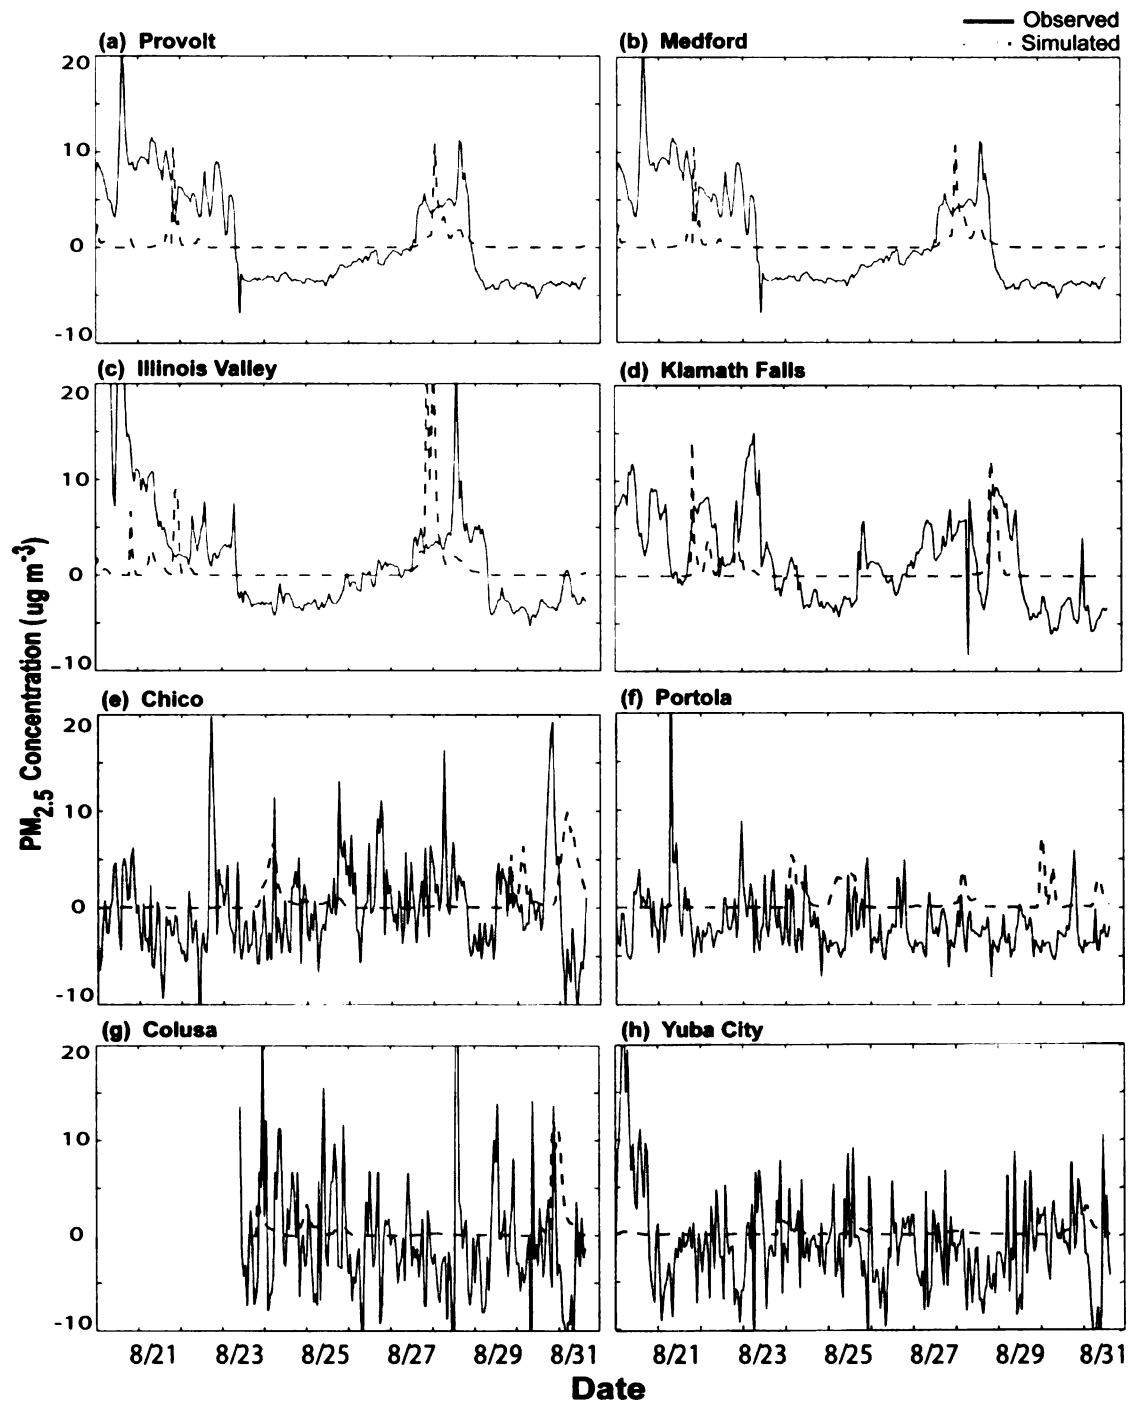 Observed
Simulated
(a) Provolt
(b) Medford
20
10
0
-10
(c) Illinois Valley
(d) Klamath Falls
20
10
0
-10
(e) Chico
(f) Portola
20
10
0
-10
(g) Colusa
(h) Yuba City
20
10
0
-10
PM2.5 Concentration (ug m-3)
8/21 8/23 8/25 8/27 8/29 8/31
8/21 8/23 8/25 8/27 8/29 8/31
Date